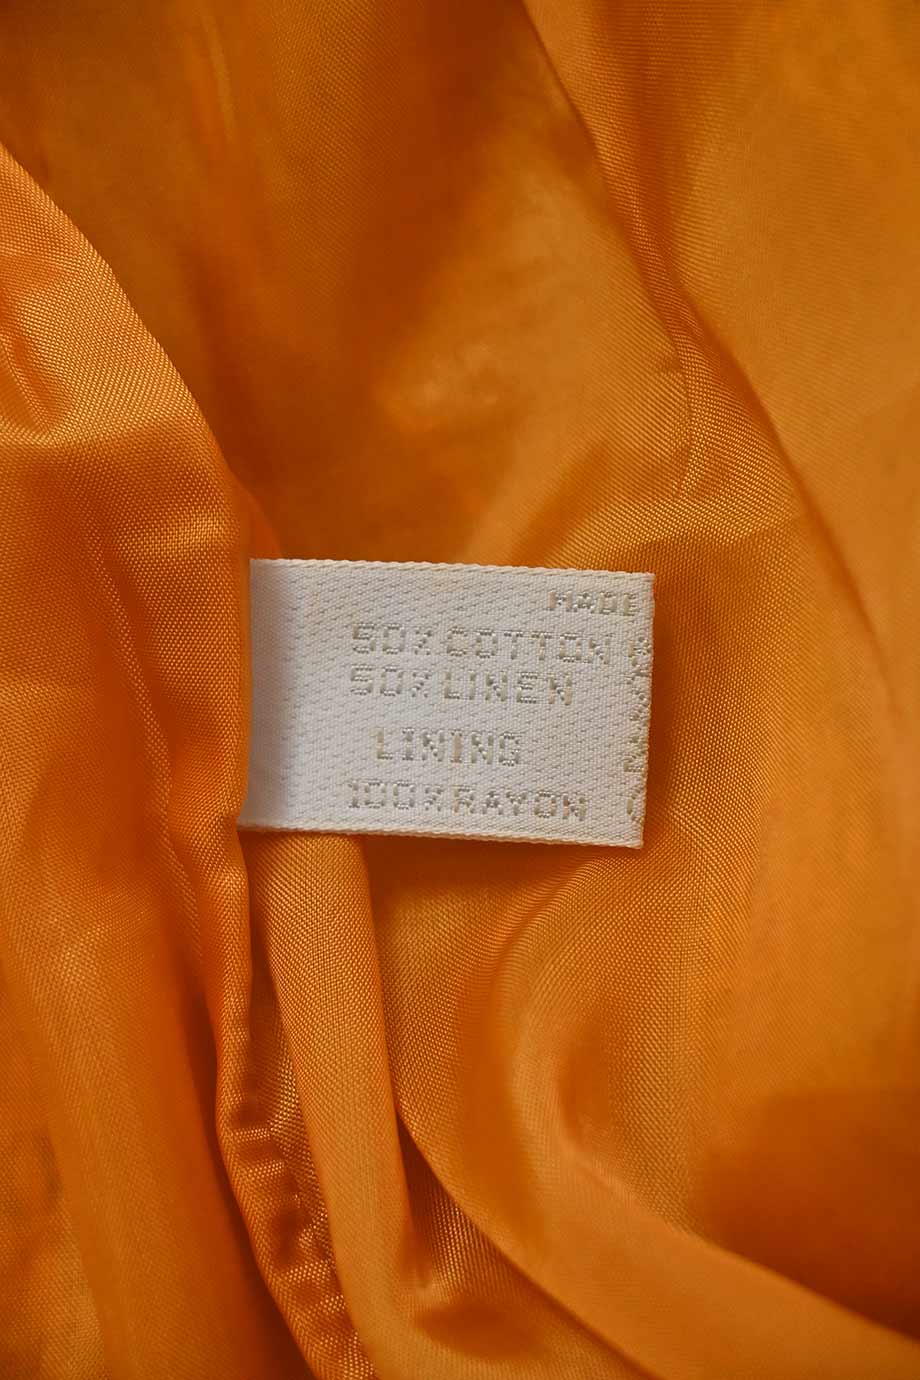 MADE
50% COTTON
50% LINEN
LINING
100% RAYON